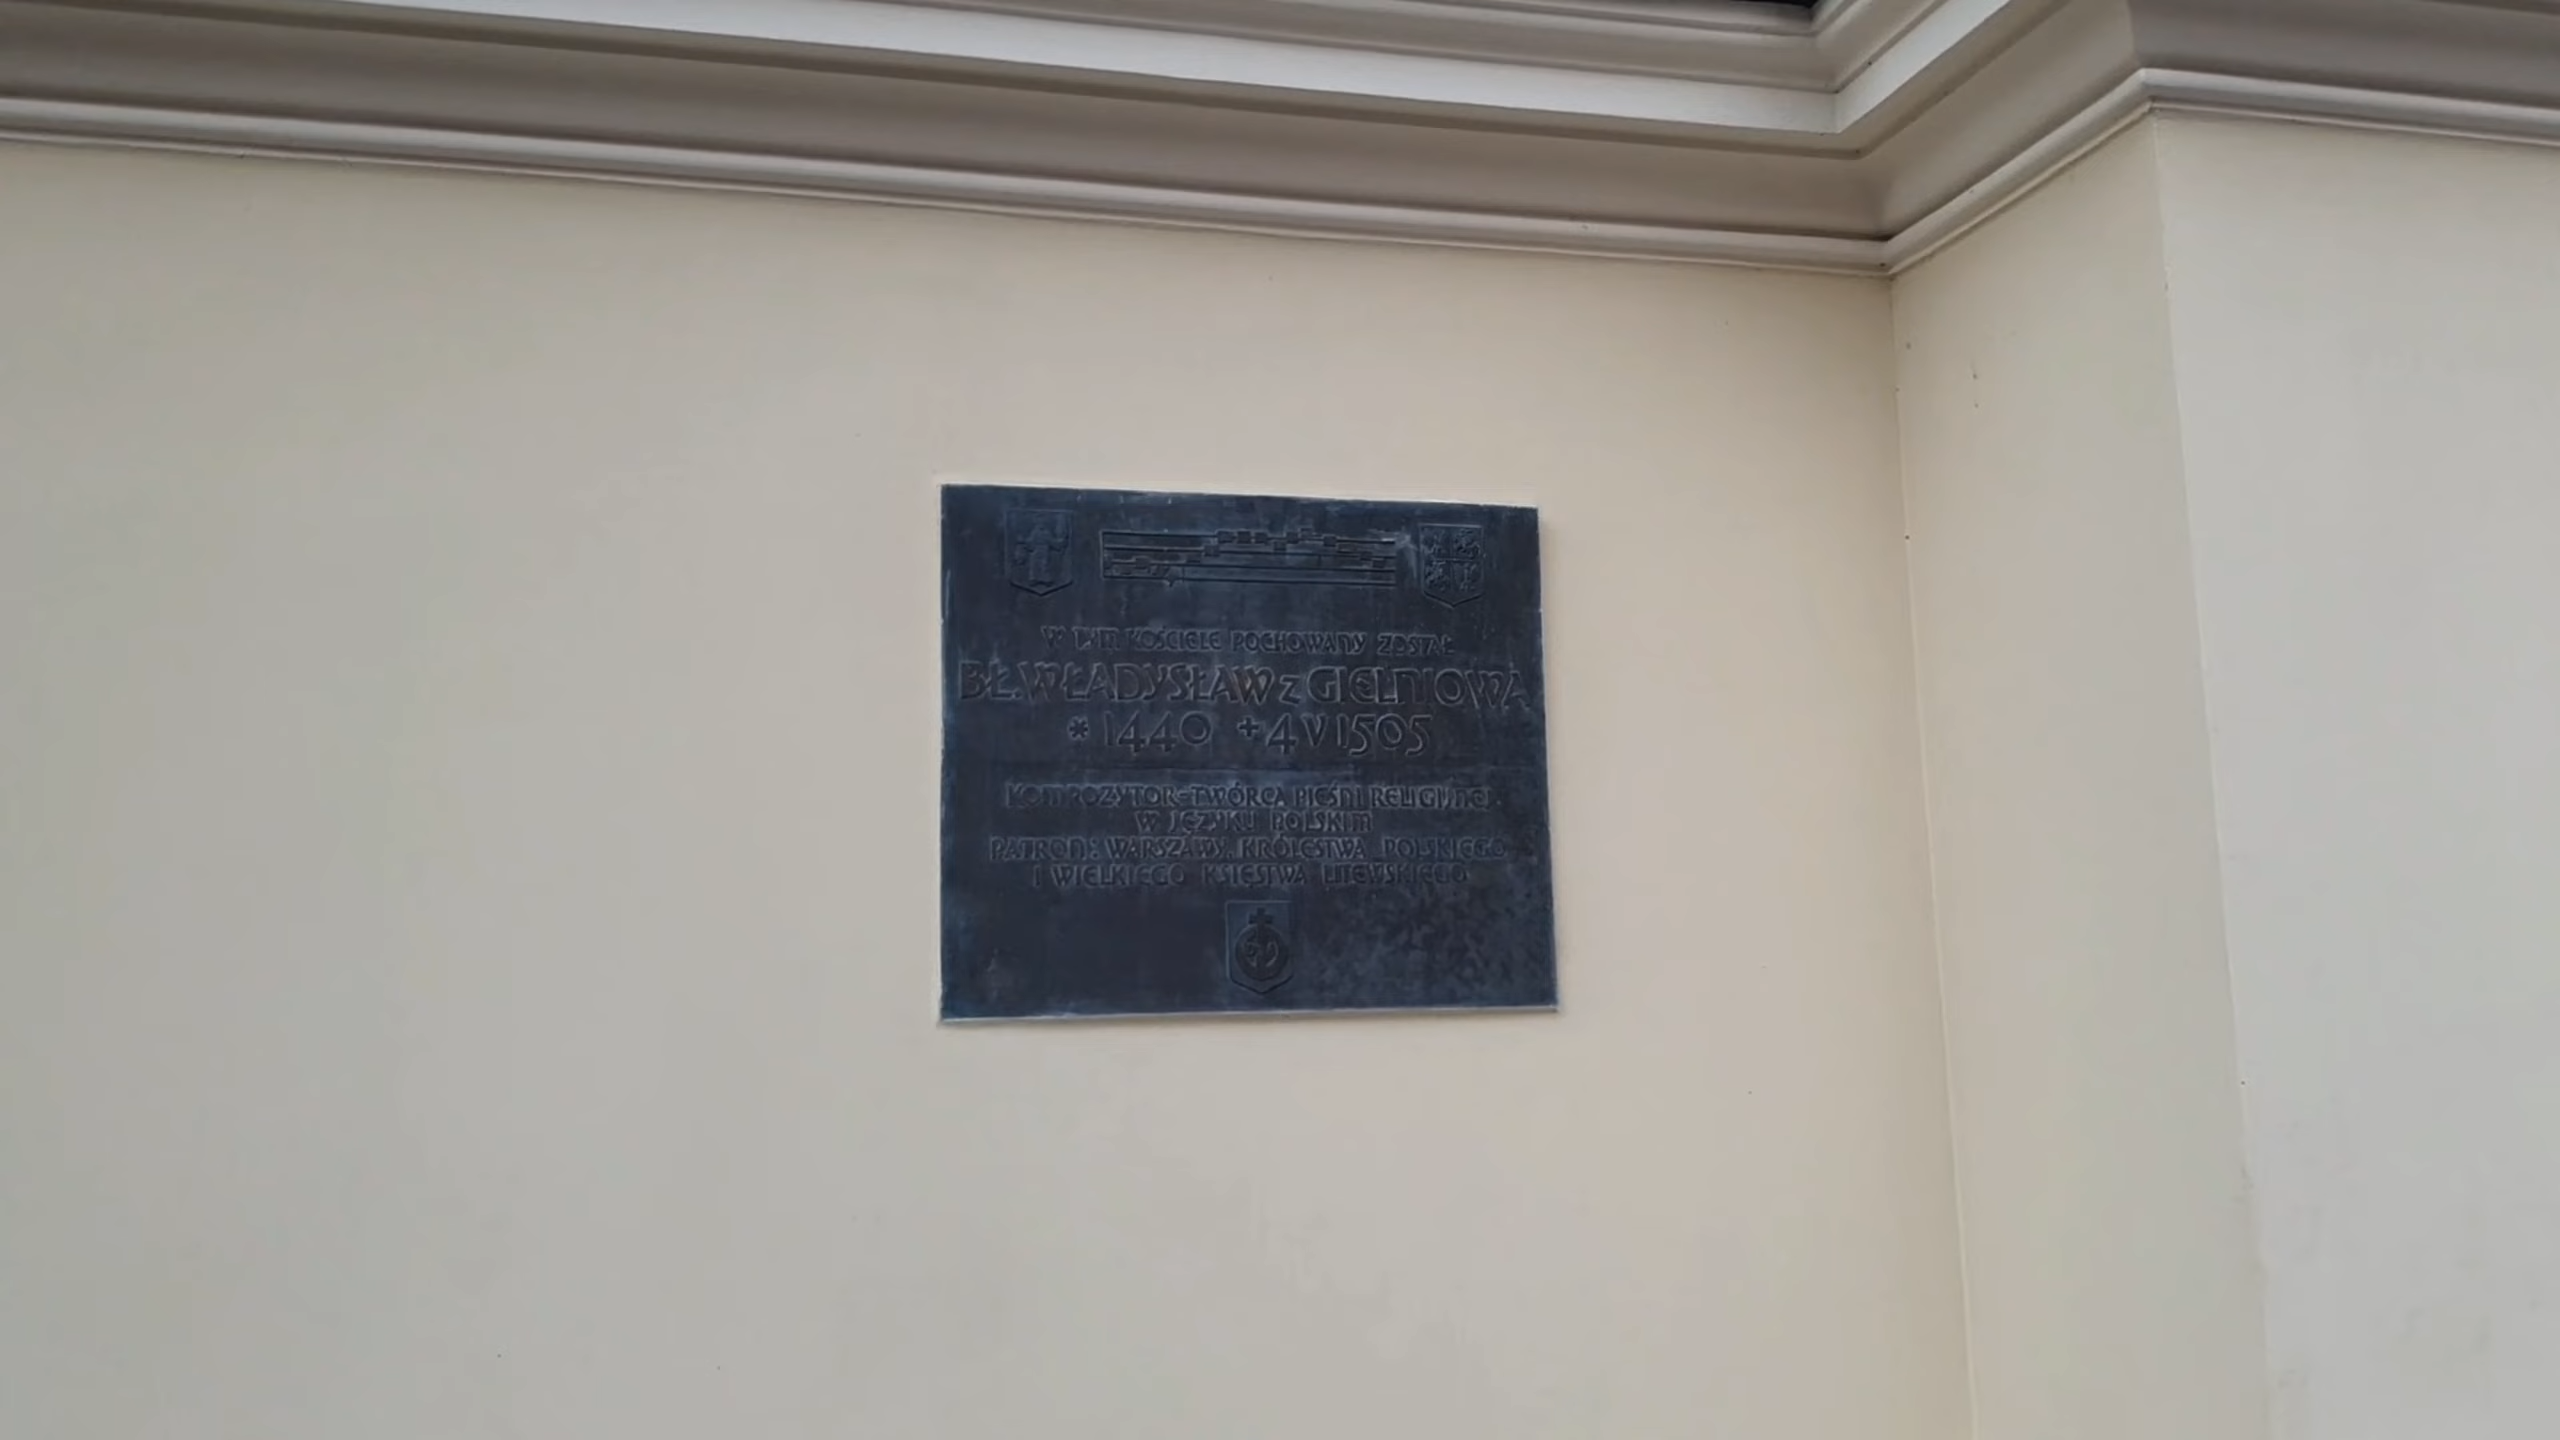 W TYM KOŚCIELE POCHOWANY ZOSTAŁ
BŁ. WŁADYSŁAW z GIELNIOWA
* 1440 + 4 V 1505
KOMPOZYTOR-TWÓRCA PIEŚNI RELIGIJNEJ
W JĘZYKU POLSKIM
PATRON: WARSZAWY, KRÓLESTWA POLSKIEGO
I WIELKIEGO KSIĘSTWA LITEWSKIEGO